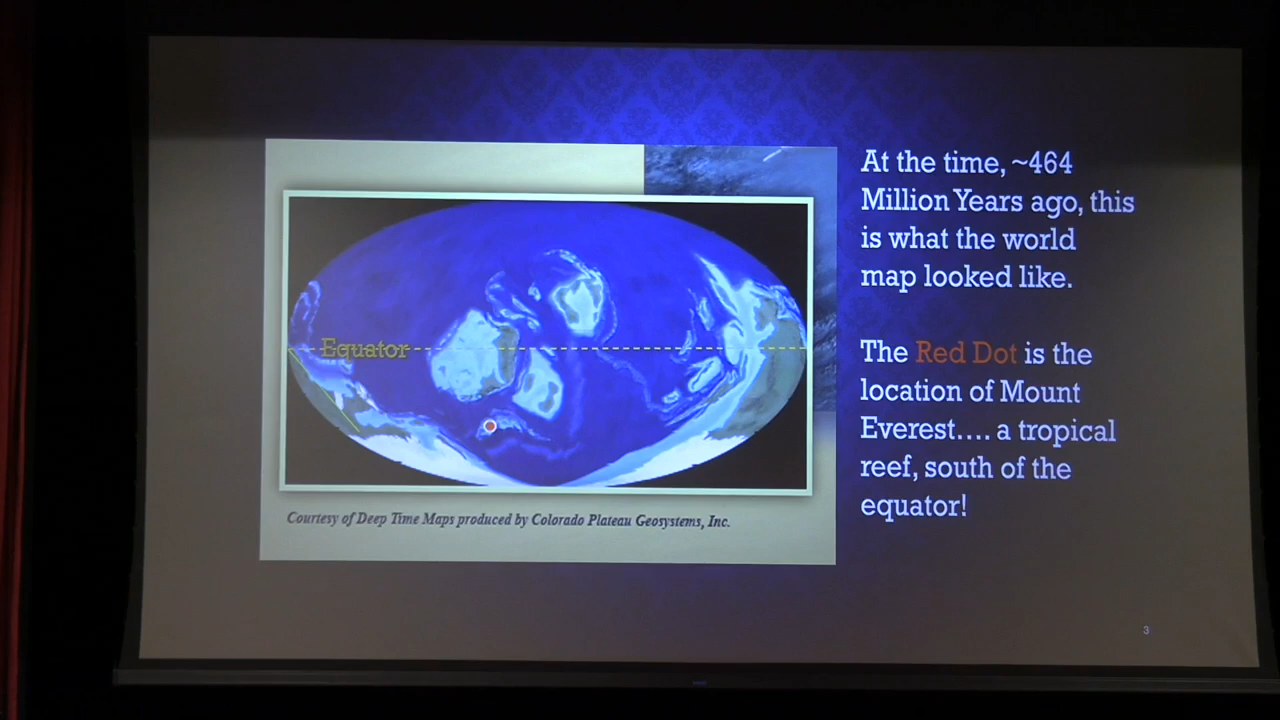 At the time, ~464
Million Years ago, this
is what the world
map looked like.
The Red Dot is the
location of Mount
Everest.... a tropical
reef, south of the
equator!
Equator
Courtesy of Deep Time Maps produced by Colorado Plateau Geosystems, Inc.
3